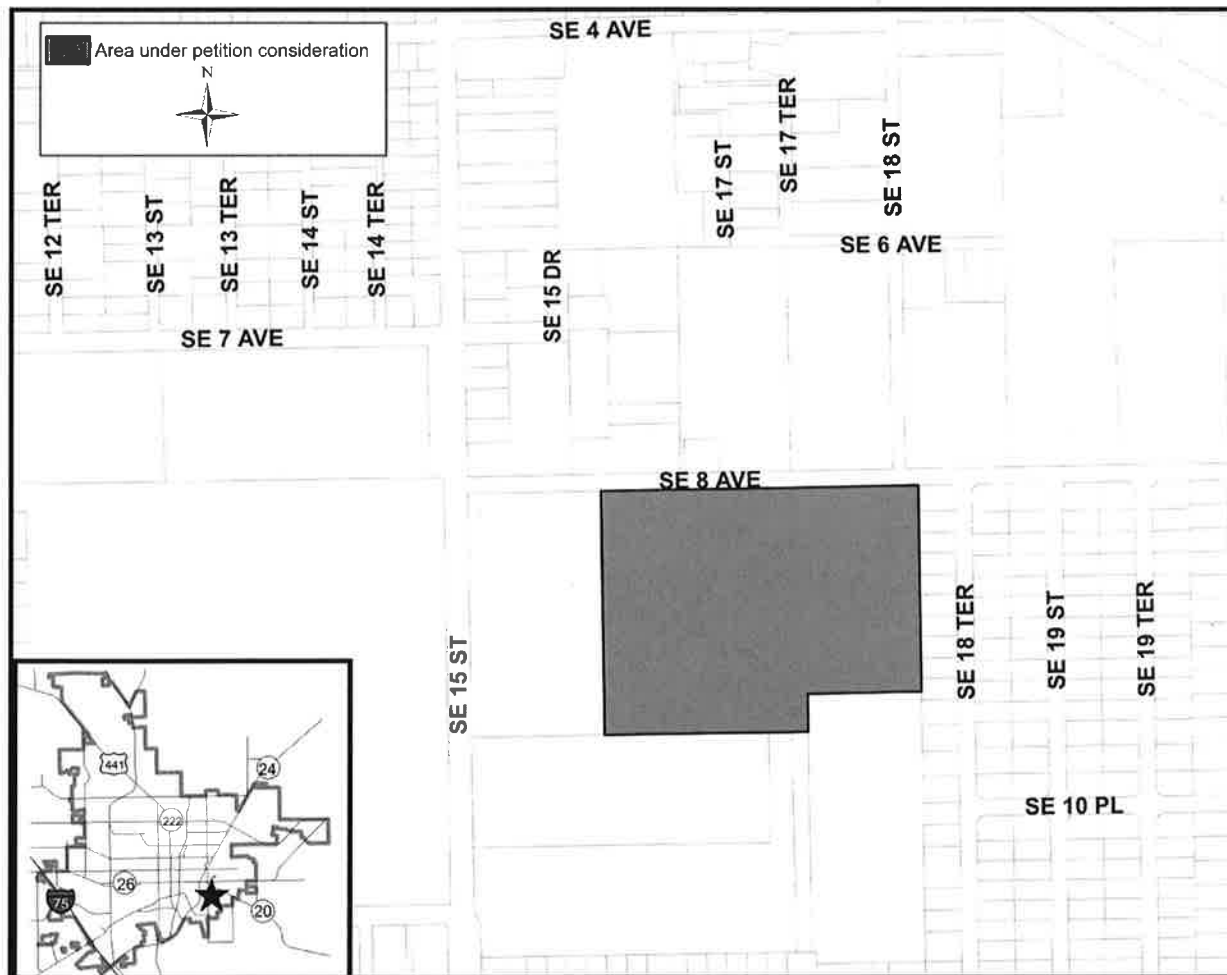 SE 4 AVE
Area under petition consideration
N
SE 12 TER
SE 13 ST
SE 13 TER
SE 14 ST
SE 14 TER
SE 17 ST
SE 17 TER
SE 18 ST
SE 6 AVE
SE 15 DR
SE 7 AVE
SE 8 AVE
SE 15 ST
SE 18 TER
SE 19 ST
SE 19 TER
SE 10 PL
441
24
222
26
75
20